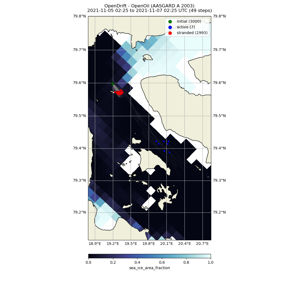 OpenDrift - OpenOil (AASGARD A 2003)
2021-11-05 02:25 to 2021-11-07 02:25 UTC (49 steps)
initial (3000)
active (7)
stranded (2993)
79.7°N
79.7°N
79.6°N
79.6°N
79.5°N
79.5°N
79.4°N
79.4°N
79.3°N
79.3°N
79.2°N
79.2°N
18.9°E 19.2°E 19.5°E 19.8°E 20.1°E 20.4°E 20.7°E
0.0 0.2 0.4 0.6 0.8 1.0
sea_ice_area_fraction